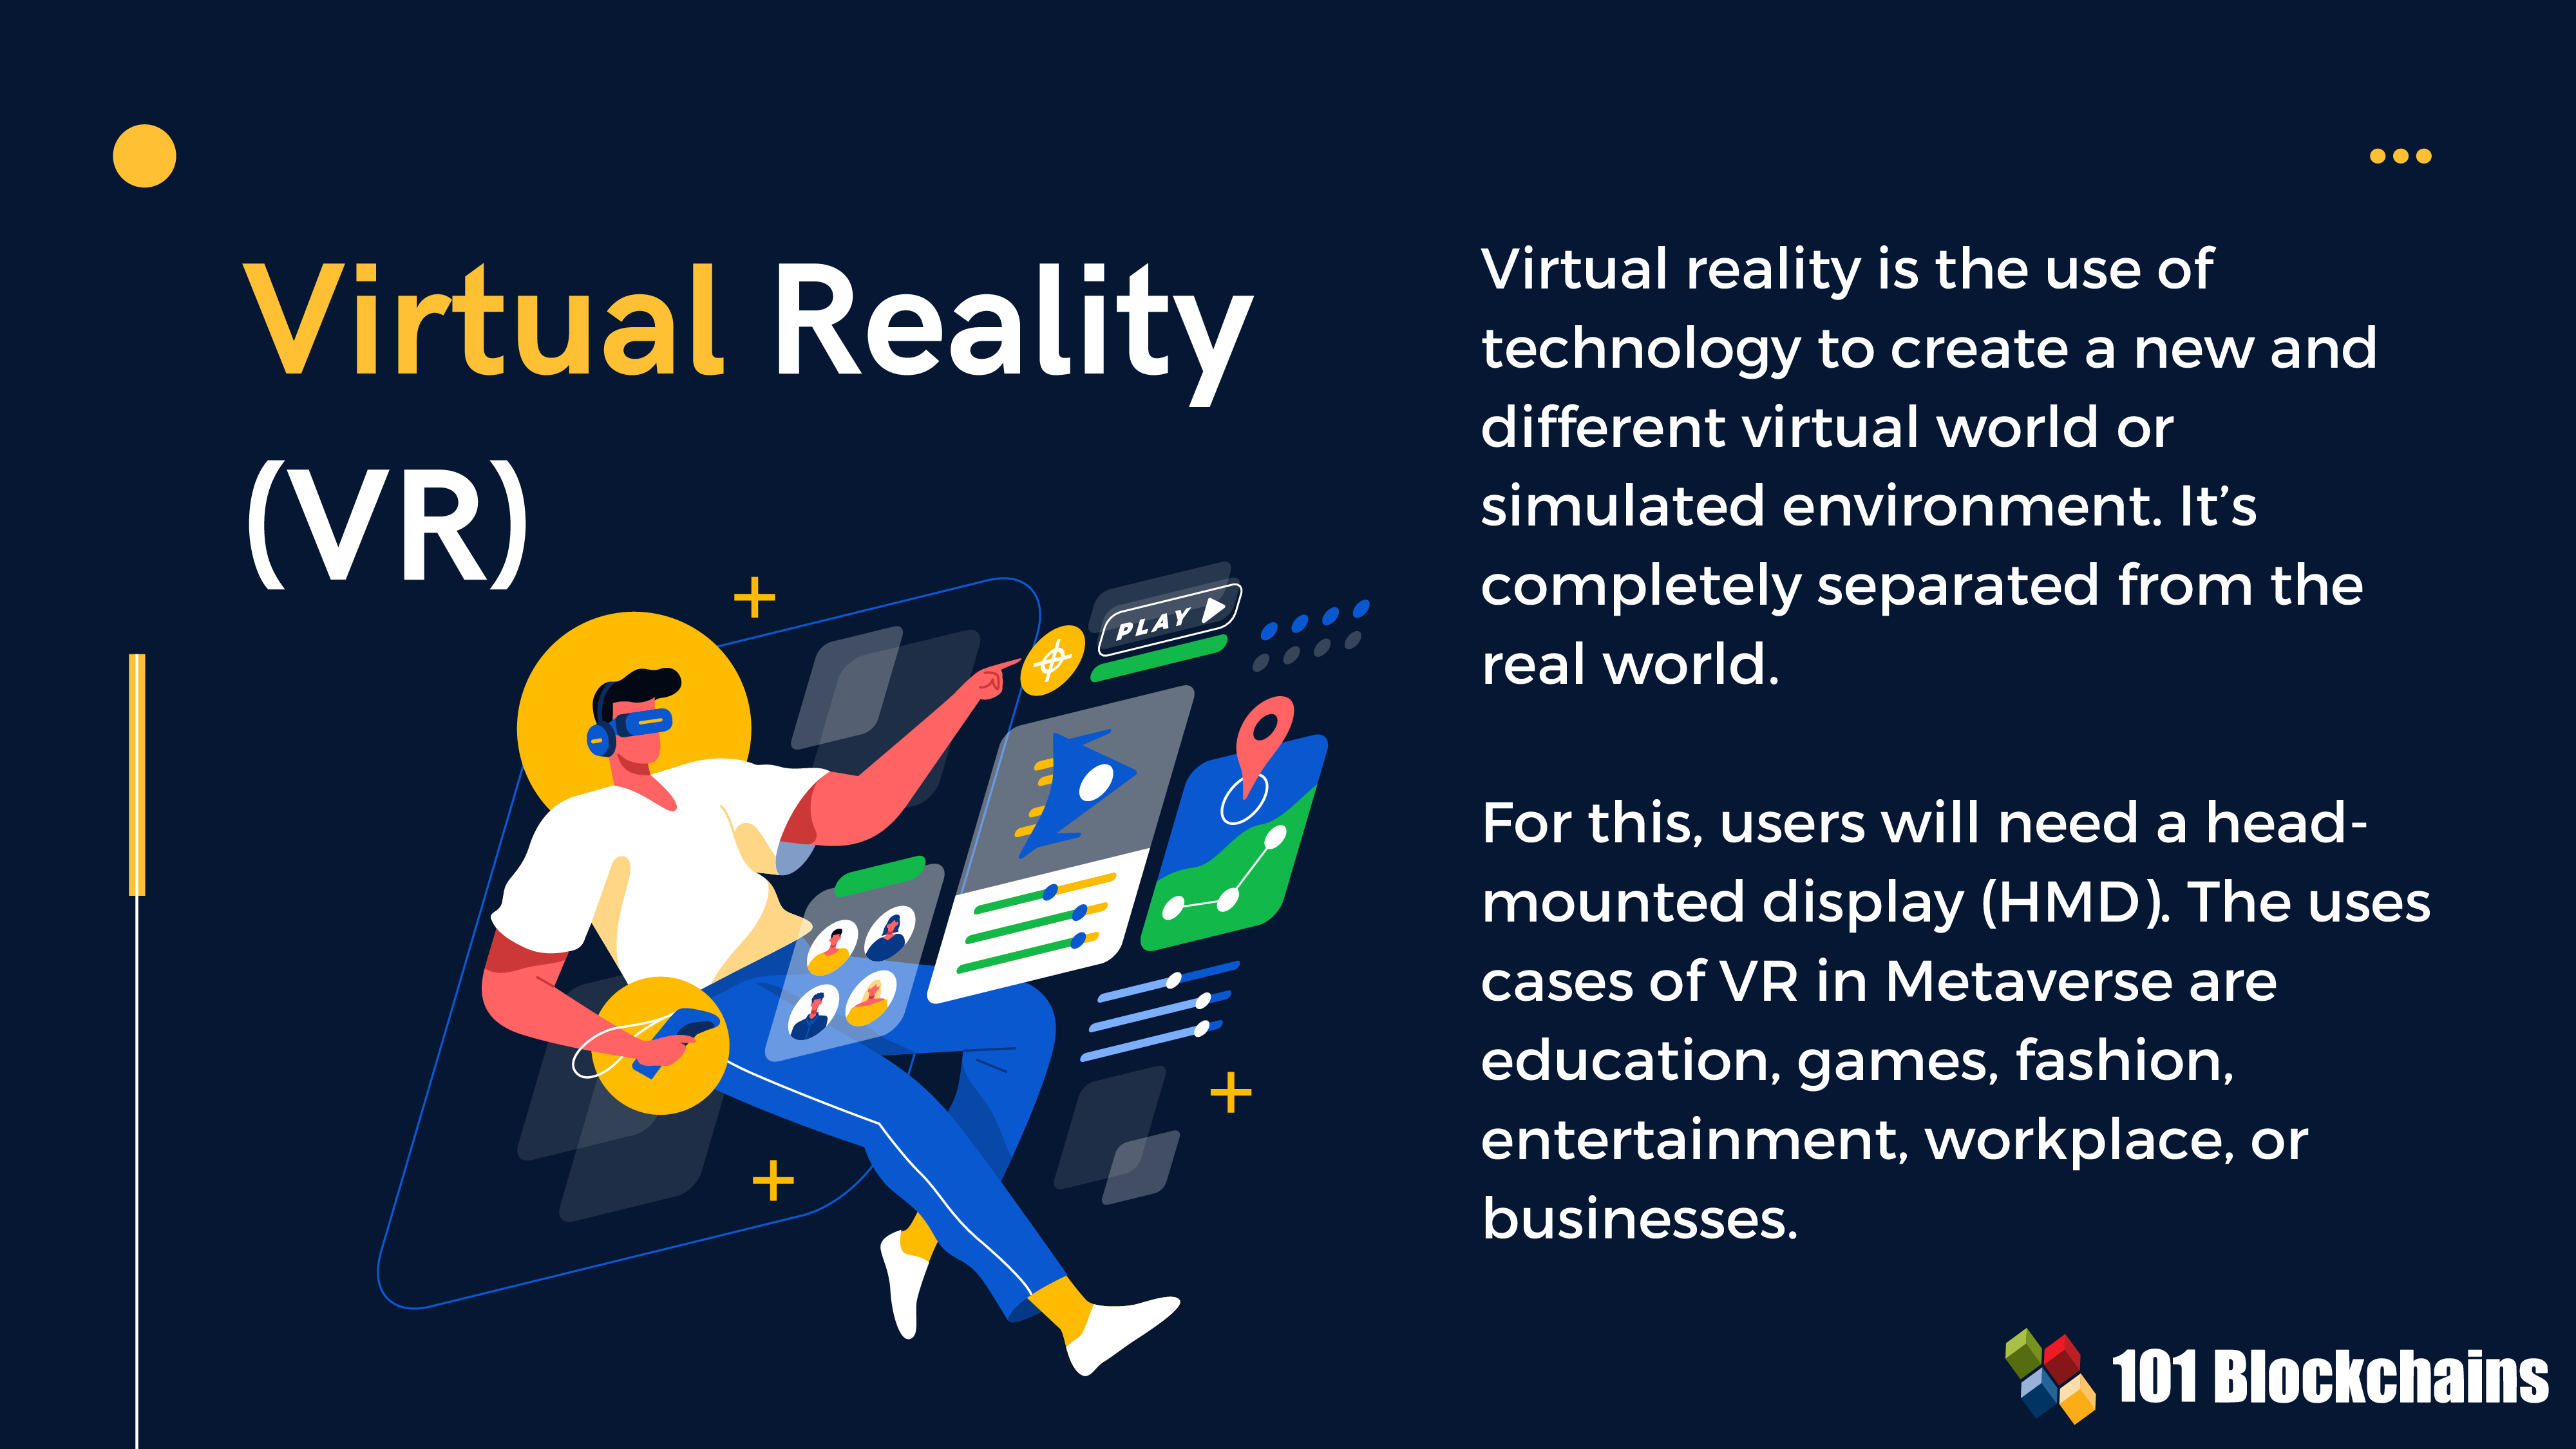 Virtual Reality
(VR)
PLAY
Virtual reality is the use of
technology to create a new and
different virtual world or
simulated environment. It’s
completely separated from the
real world.
For this, users will need a head-
mounted display (HMD). The uses
cases of VR in Metaverse are
education, games, fashion,
entertainment, workplace, or
businesses.
101 Blockchains